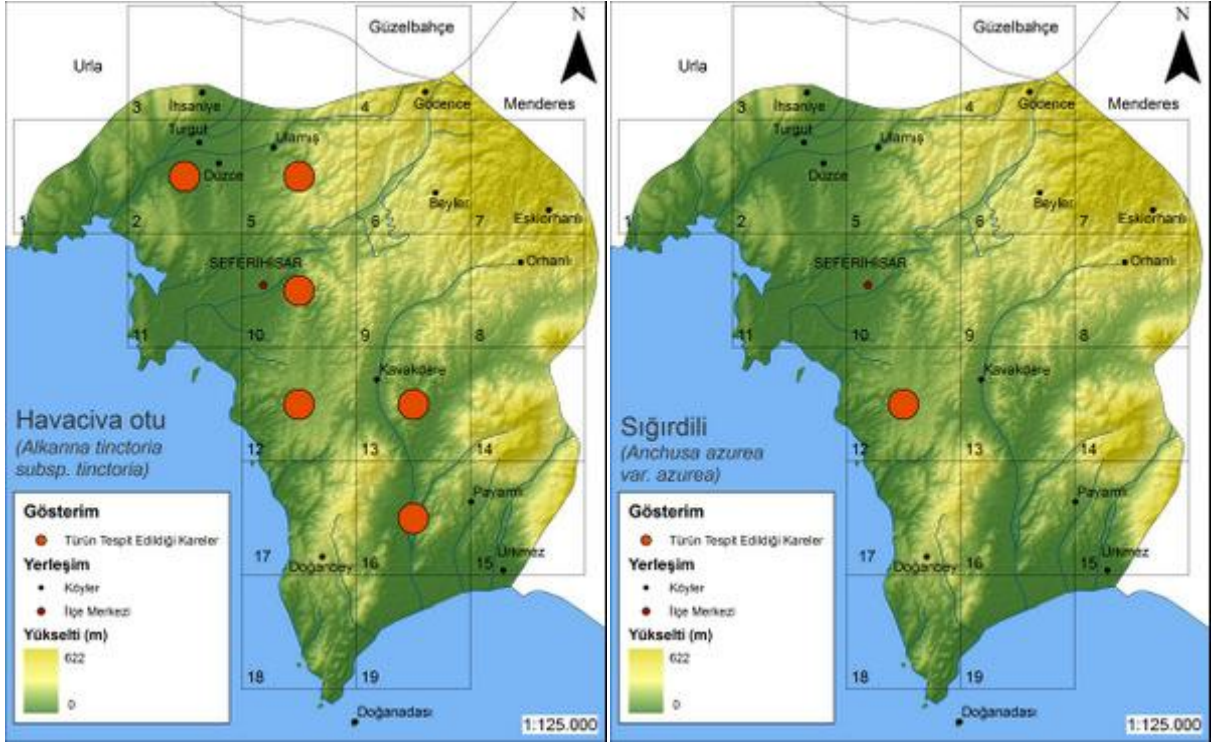 Güzelbahçe
N
Urla
3
İhsaniye
4
Gödence
Menderes
Turgut
Ulamış
Düzce
Beyler
Eskiorhanlı
1
2
5
6
7
SEFERİHİSAR
Orhanlı
11
10
9
8
Kavakdere
Havacıva otu
(Alkanna tinctoria
subsp. tinctoria)
12
13
14
Payamlı
Gösterim
Türün Tespit Edildiği Kareler
Yerleşim
Köyler
İlçe Merkezi
Yükselti (m)
622
0
17
Doğanbey
16
15
Ürkmez
18
19
Doğanadası
1:125.000
Güzelbahçe
N
Urla
3
İhsaniye
4
Gödence
Menderes
Turgut
Ulamış
Düzce
Beyler
Eskiorhanlı
1
2
5
6
7
SEFERİHİSAR
Orhanlı
11
10
9
8
Kavakdere
Sığırdili
(Anchusa azurea
var. azurea)
12
13
14
Payamlı
Gösterim
Türün Tespit Edildiği Kareler
Yerleşim
Köyler
İlçe Merkezi
Yükselti (m)
622
0
17
Doğanbey
16
15
Ürkmez
18
19
Doğanadası
1:125.000